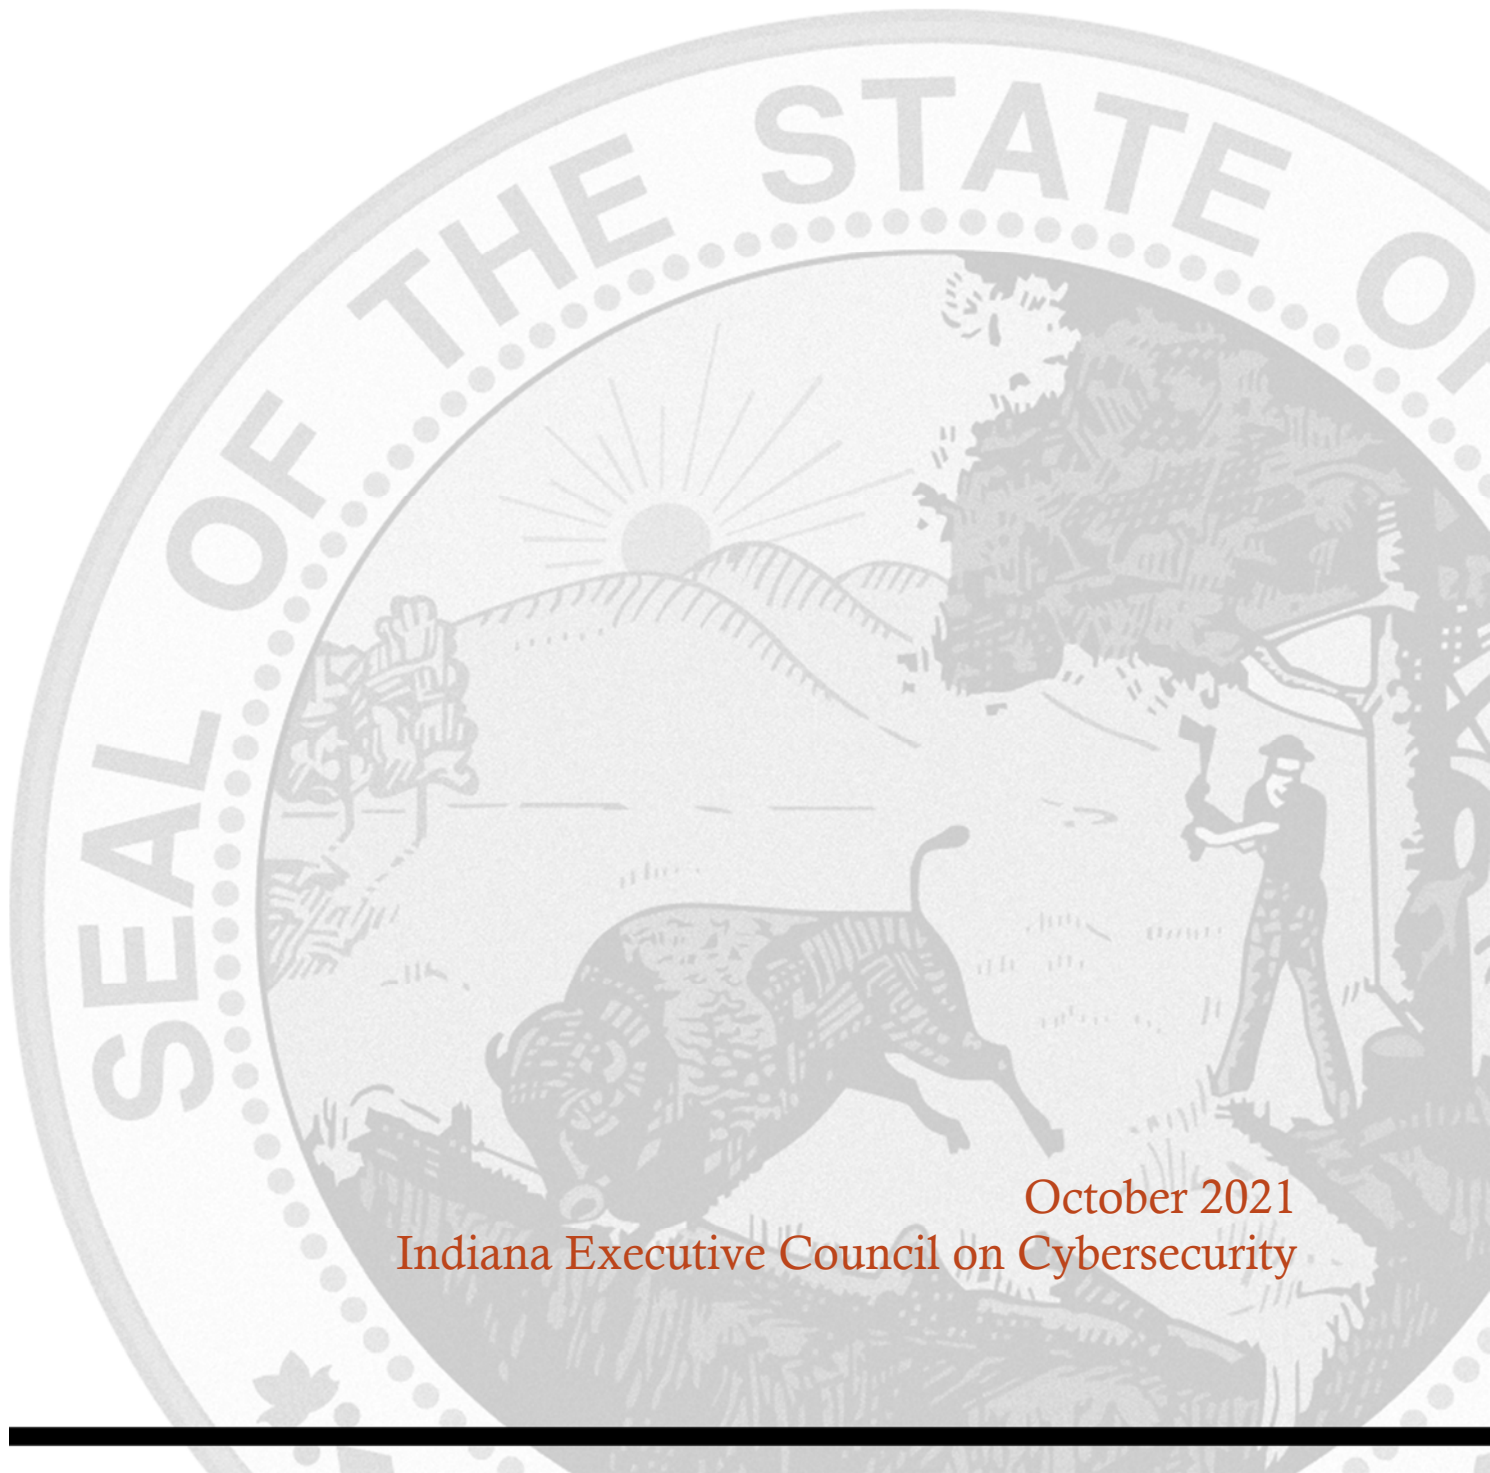 SEAL OF THE STATE OF
October 2021
Indiana Executive Council on Cybersecurity